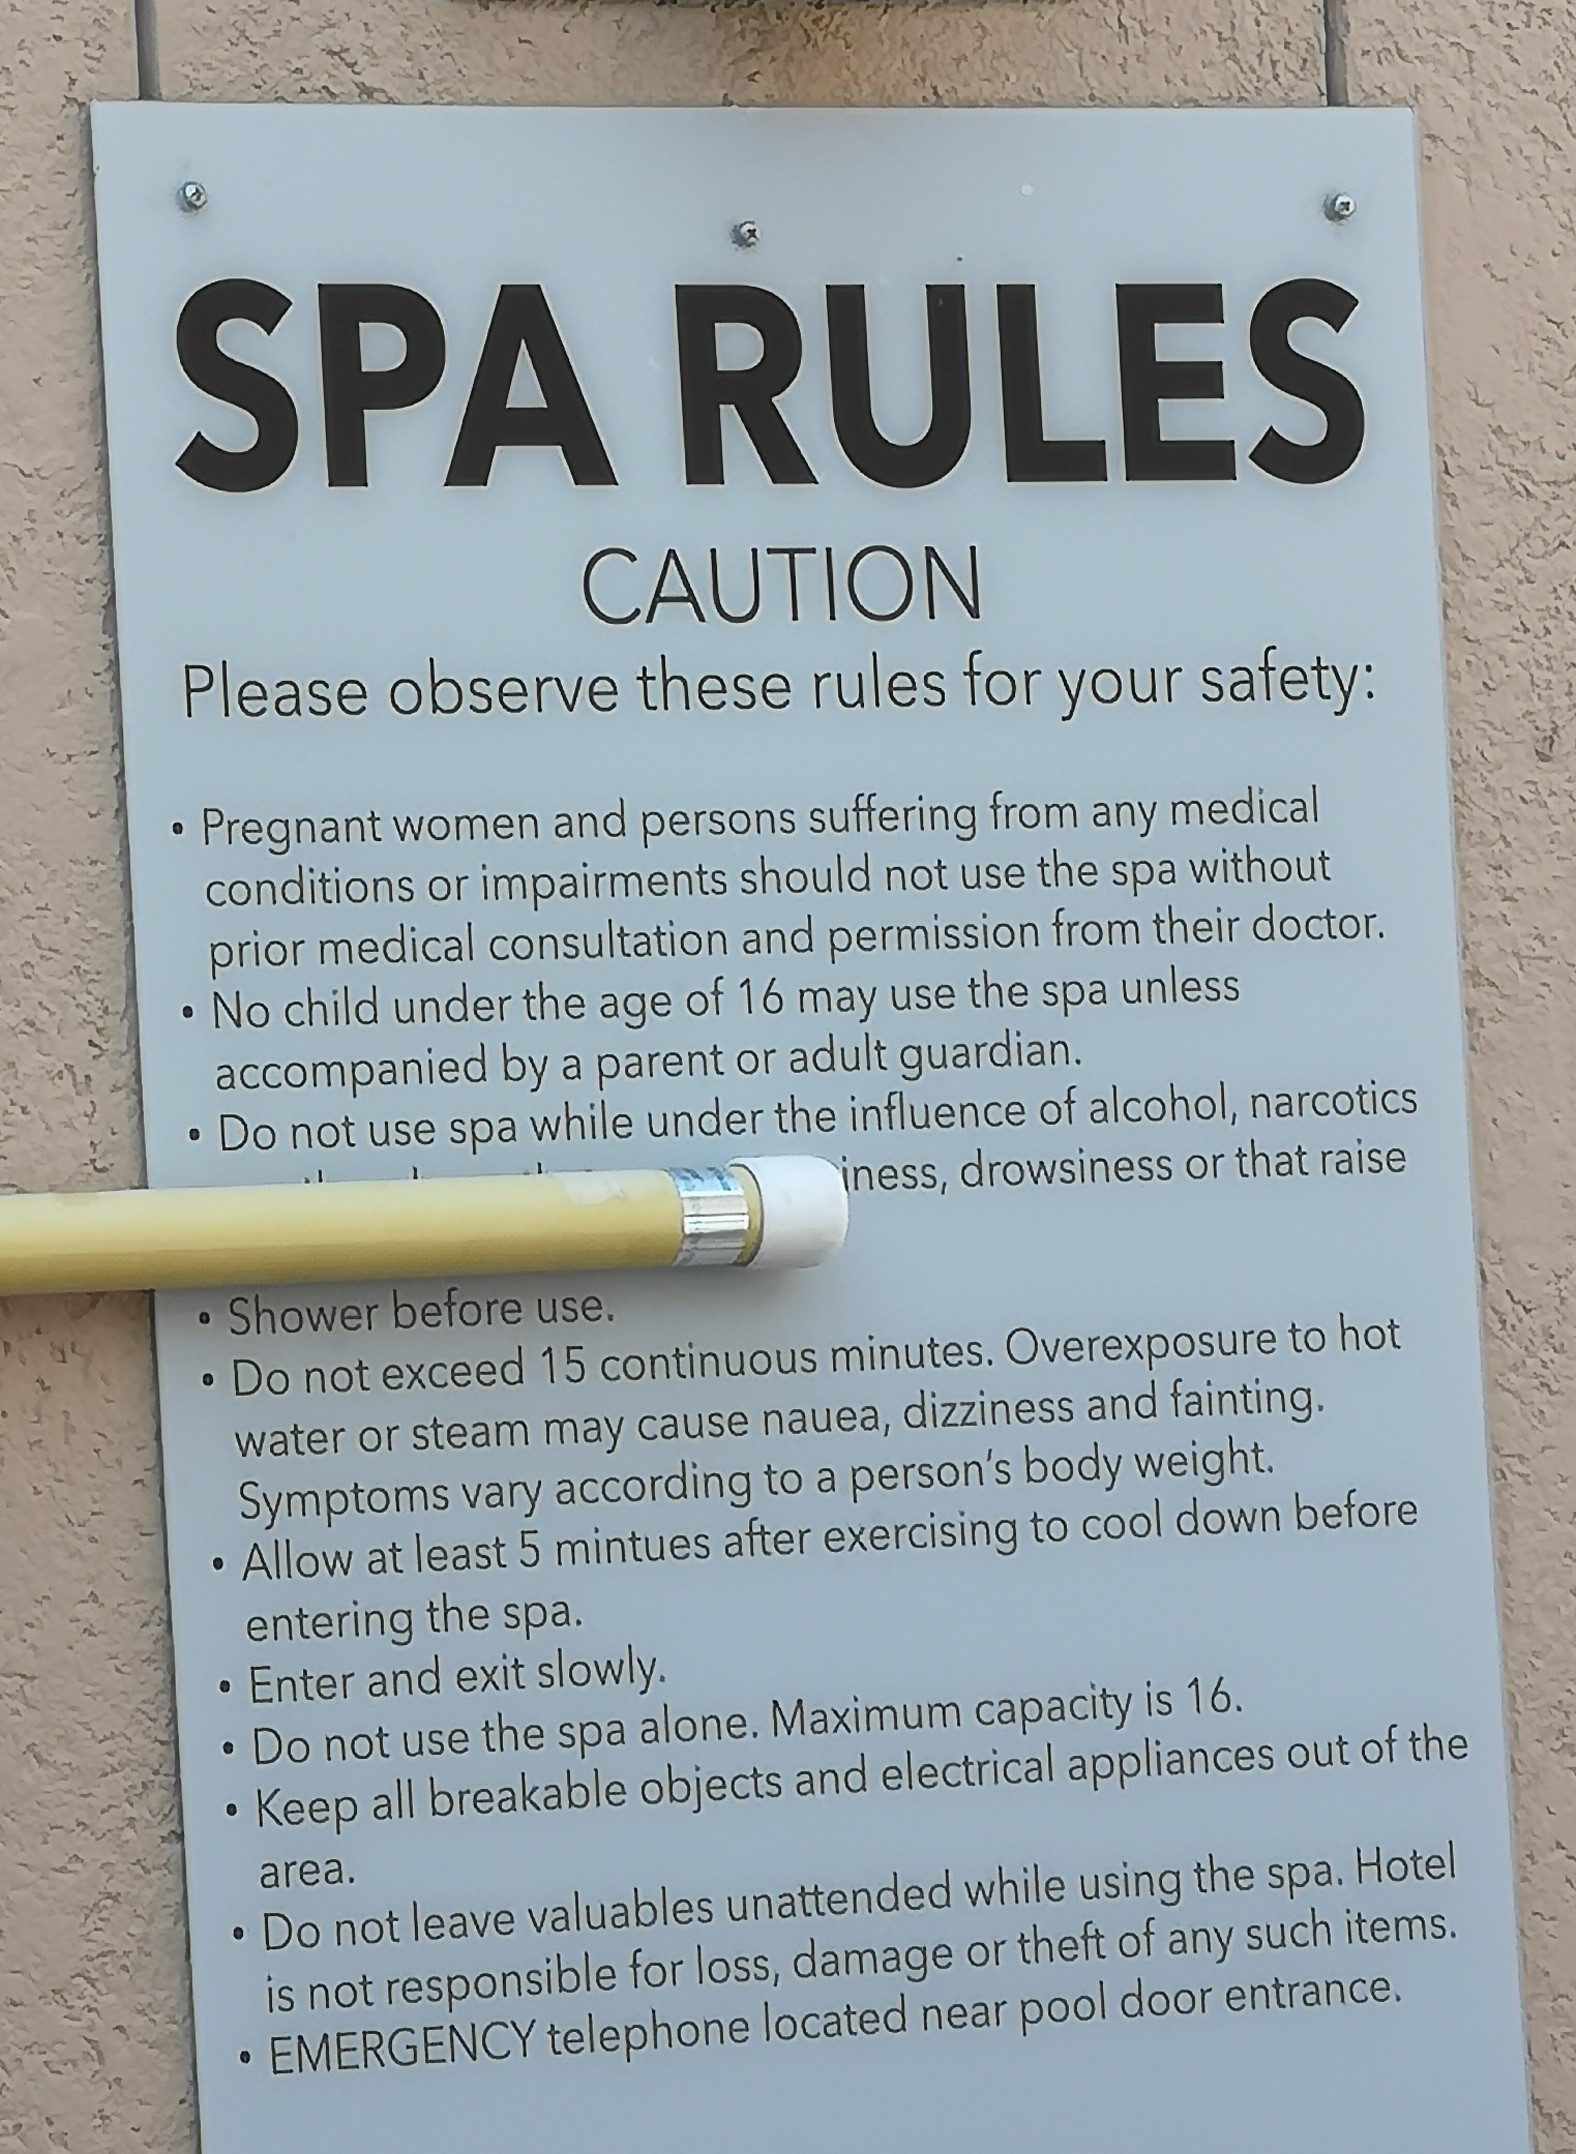 SPA RULES
CAUTION
Please observe these rules for your safety:
• Pregnant women and persons suffering from any medical
conditions or impairments should not use the spa without
prior medical consultation and permission from their doctor.
• No child under the age of 16 may use the spa unless
accompanied by a parent or adult guardian.
• Do not use spa while under the influence of alcohol, narcotics
drowsiness or that raise
• Shower before use.
• Do not exceed 15 continuous minutes. Overexposure to hot
water or steam may cause nauea, dizziness and fainting.
Symptoms vary according to a person's body weight.
• Allow at least 5 mintues after exercising to cool down before
entering the spa.
• Enter and exit slowly.
• Do not use the spa alone. Maximum capacity is 16.
• Keep all breakable objects and electrical appliances out of the
area.
• Do not leave valuables unattended while using the spa. Hotel
is not responsible for loss, damage or theft of any such items.
• EMERGENCY telephone located near pool door entrance.